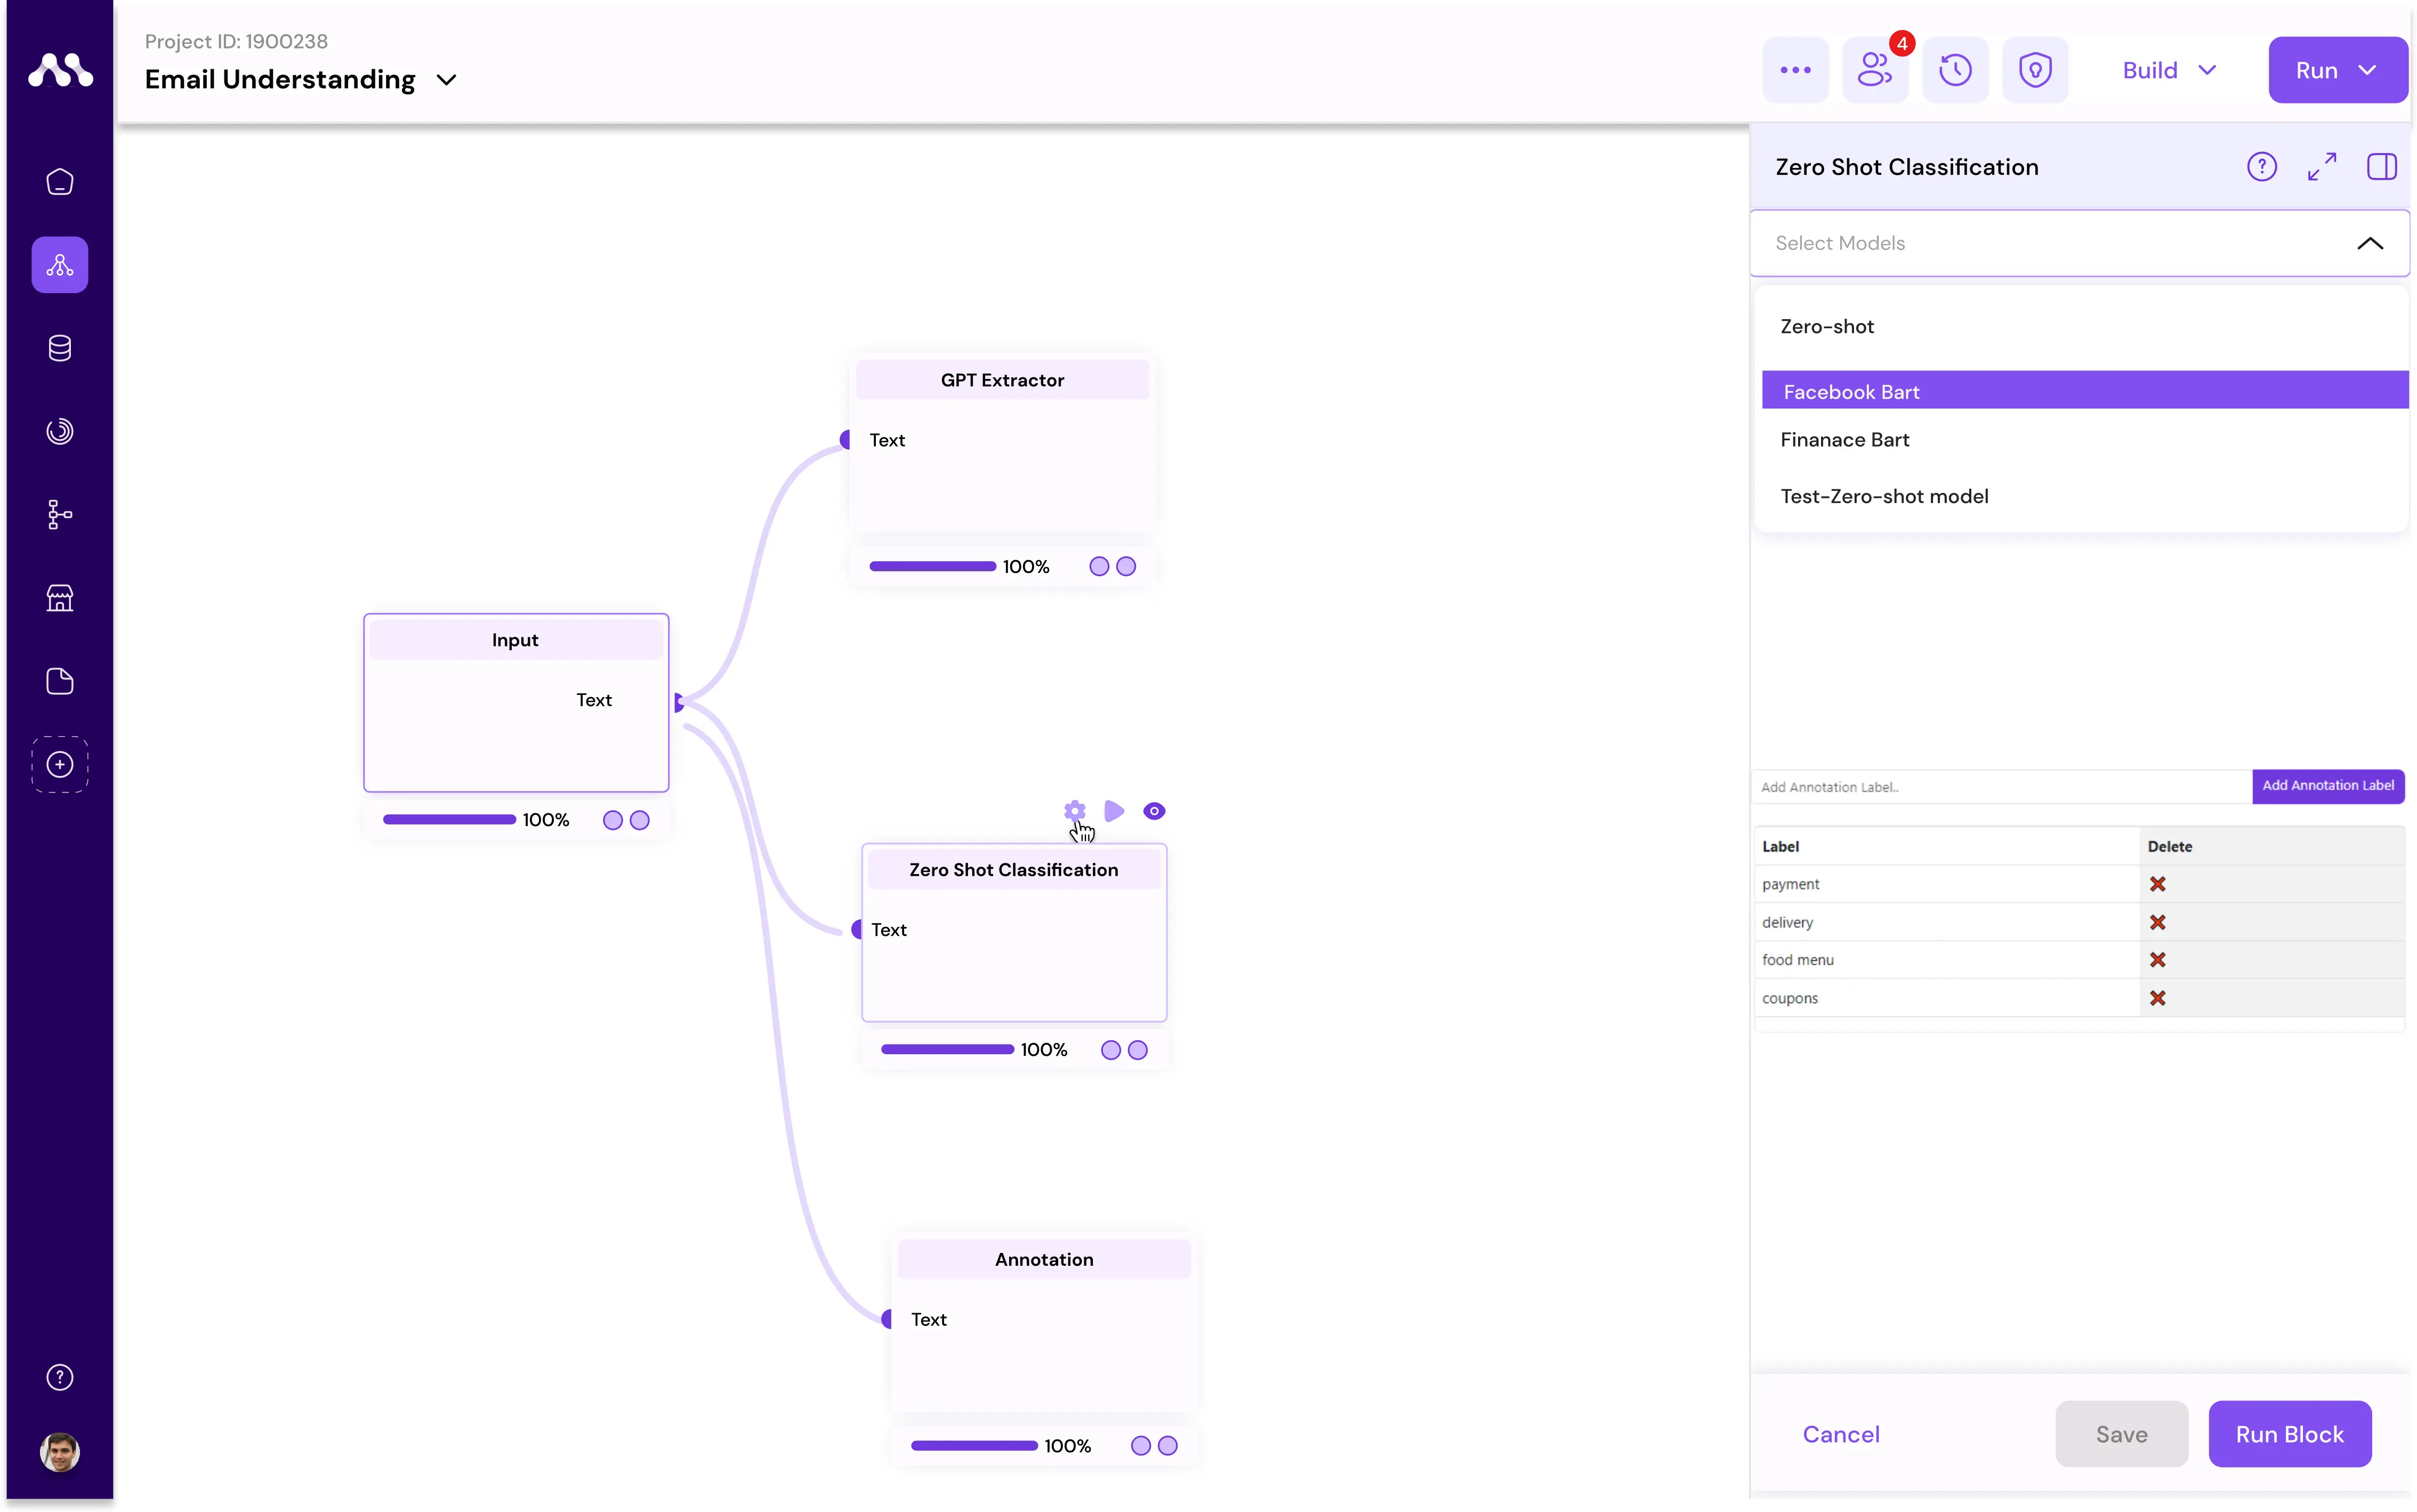 Project ID: 1900238
Email Understanding
4
Build
Run
Zero Shot Classification
?
Select Models
Zero-shot
Facebook Bart
Finanace Bart
Test-Zero-shot model
GPT Extractor
Text
100%
Input
Text
100%
Zero Shot Classification
Text
100%
Annotation
Text
100%
Add Annotation Label..
Add Annotation Label
Label Delete
payment
delivery
food menu
coupons
?
Cancel
Save
Run Block